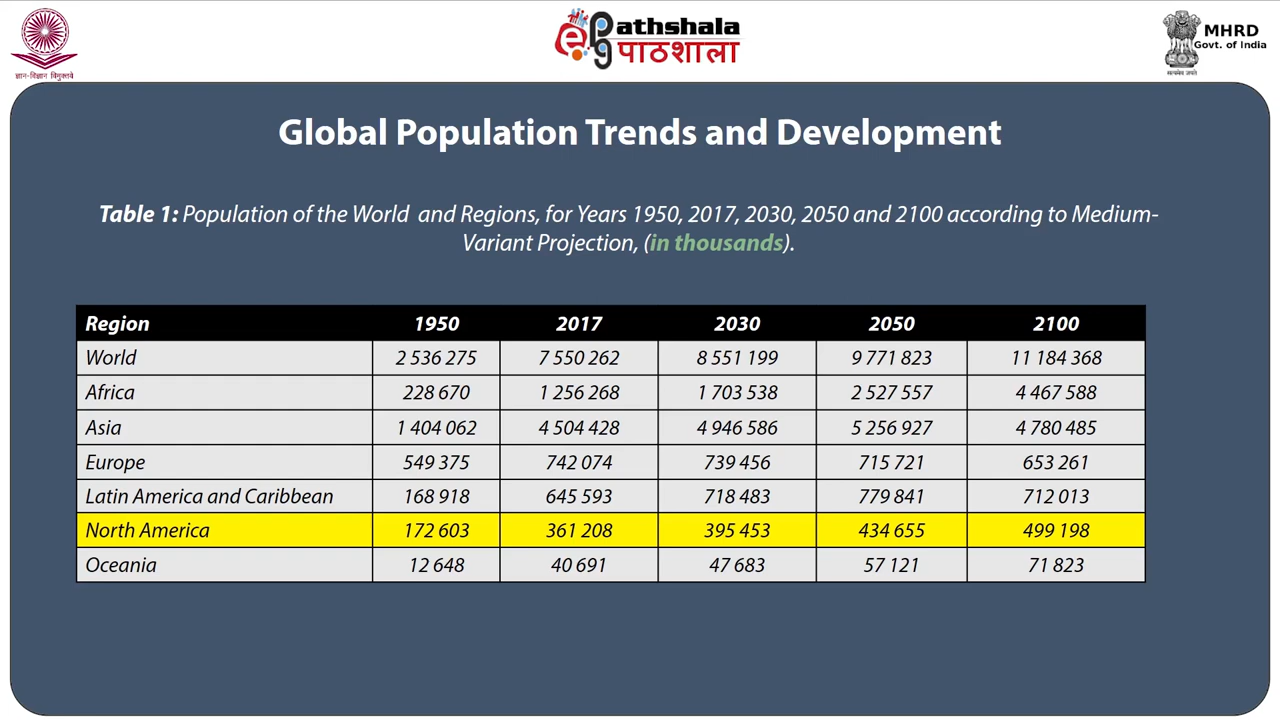 ज्ञान-विज्ञान विमुक्तये
e PG Pathshala
पाठशाला
MHRD
Govt. of India
सत्यमेव जयते
Global Population Trends and Development
Table 1: Population of the World and Regions, for Years 1950, 2017, 2030, 2050 and 2100 according to Medium-
Variant Projection, (in thousands).
Region 1950 2017 2030 2050 2100
World 2 536 275 7 550 262 8 551 199 9 771 823 11 184 368
Africa 228 670 1 256 268 1 703 538 2 527 557 4 467 588
Asia 1 404 062 4 504 428 4 946 586 5 256 927 4 780 485
Europe 549 375 742 074 739 456 715 721 653 261
Latin America and Caribbean 168 918 645 593 718 483 779 841 712 013
North America 172 603 361 208 395 453 434 655 499 198
Oceania 12 648 40 691 47 683 57 121 71 823